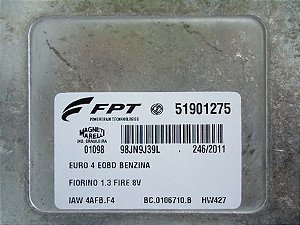 FPT 51901275
POWERTRAIN TECHNOLOGIES
MAGNETI MARELLI
IND. BRASILEIRA
01098 98JN9J39L 246/2011
EURO 4 EOBD BENZINA
FIORINO 1.3 FIRE 8V
IAW 4AFB.F4 BC.0106710.B HW427